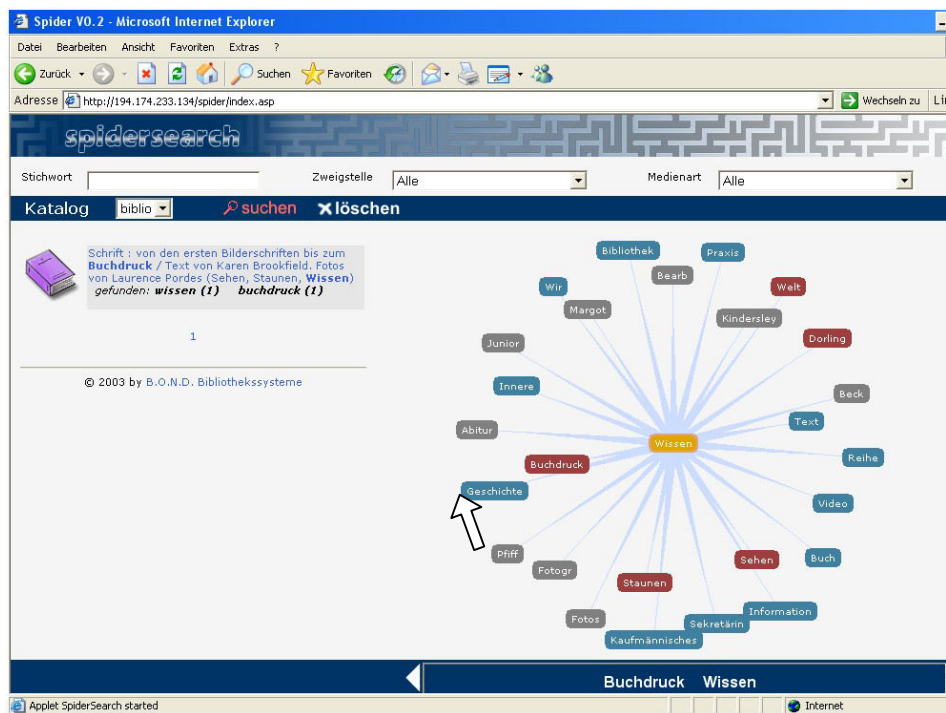 Spider V0.2 - Microsoft Internet Explorer
Datei Bearbeiten Ansicht Favoriten Extras ?
Zurück Suchen Favoriten
Adresse http://194.174.233.134/spider/index.asp Wechseln zu
spidersearch
Stichwort Zweigstelle Alle Medienart Alle
Katalog biblio suchen löschen
Schrift : von den ersten Bilderschriften bis zum
Buchdruck / Text von Karen Brookfield. Fotos
von Laurence Pordes (Sehen, Staunen, Wissen)
gefunden: wissen (1) buchdruck (1)
1
© 2003 by B.O.N.D. Bibliothekssysteme
Bibliothek
Praxis
Bearb
Wir
Welt
Margot
Kindersley
Junior
Dorling
Innere
Beck
Abitur
Text
Wissen
Buchdruck
Reihe
Geschichte
Video
Pfiff
Sehen
Buch
Fotogr
Staunen
Fotos
Information
Sekretärin
Kaufmännisches
Buchdruck Wissen
Applet SpiderSearch started Internet